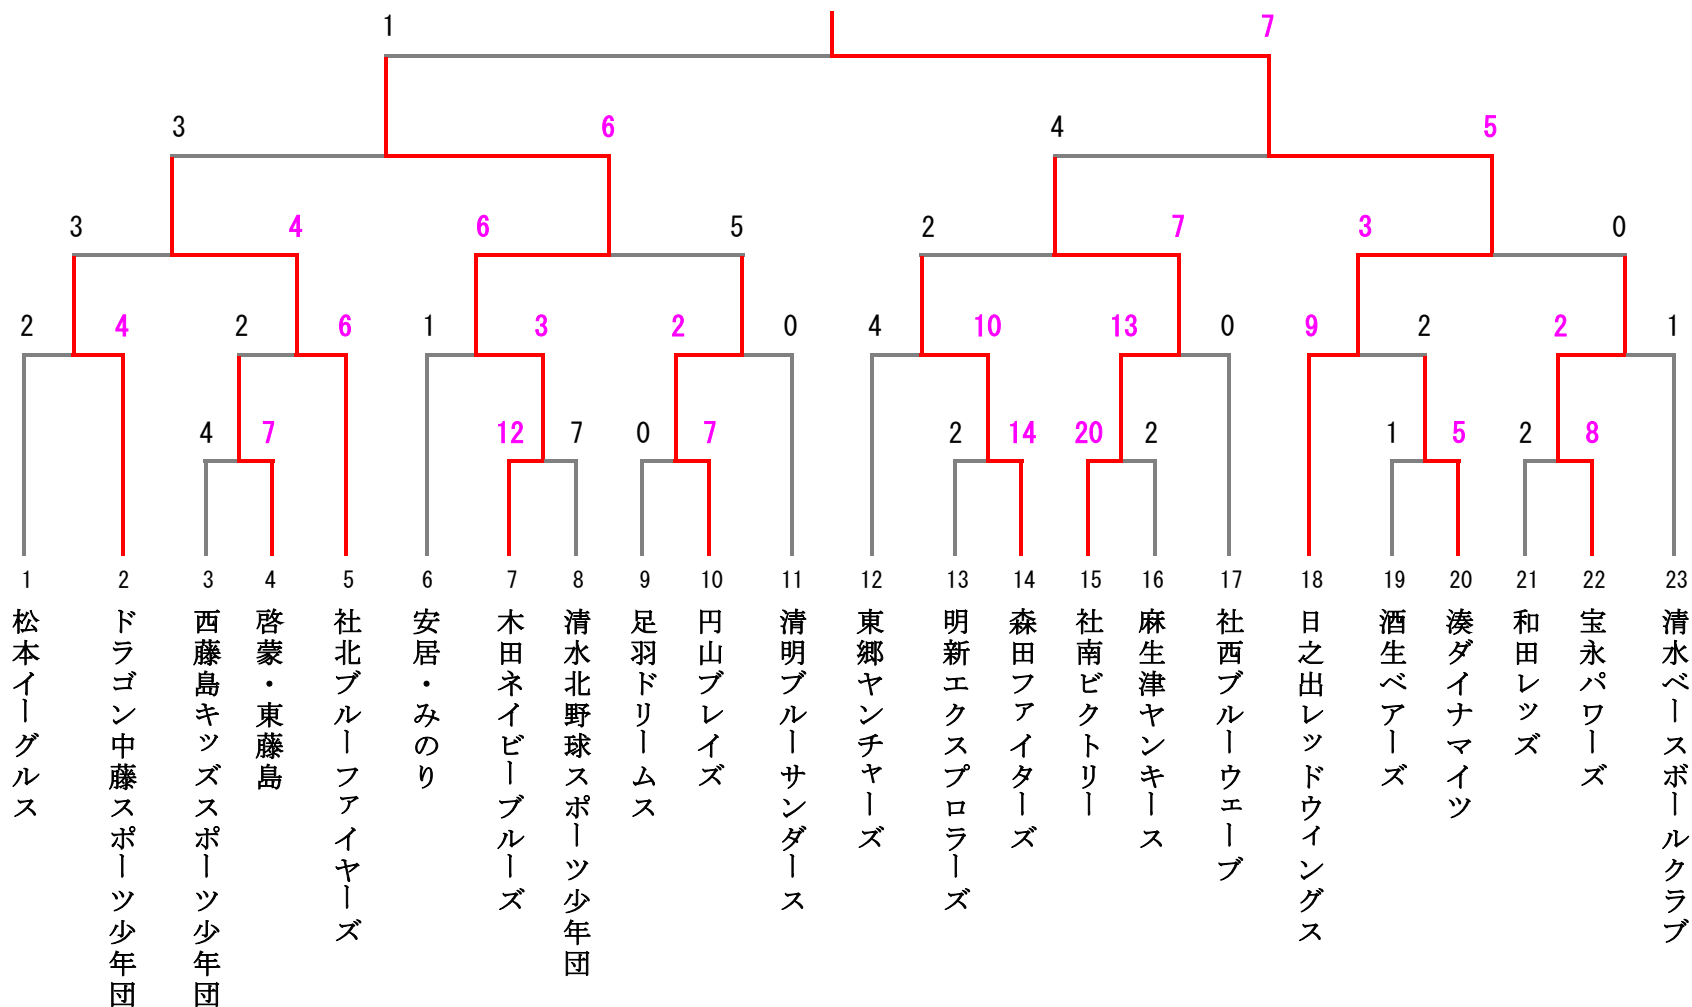 1 7
3 6 4 5
3 4 6 5 2 7 3 0
2 4 2 6 1 3 2 0 4 10 13 0 9 2 2 1
4 7 12 7 0 7 2 14 20 2 1 5 2 8
1 2 3 4 5 6 7 8 9 10 11 12 13 14 15 16 17 18 19 20 21 22 23
松本イーグルス
ドラゴン中藤スポーツ少年団
西藤島キッズスポーツ少年団
啓蒙・東藤島
社北ブルーファイヤーズ
安居・みのり
木田ネイビーブルーズ
清水北野球スポーツ少年団
足羽ドリームス
円山ブレイズ
清明ブルーサンダース
東郷ヤンチャーズ
明新エクスプロラーズ
森田ファイターズ
社南ビクトリー
麻生津ヤンキース
社西ブルーウェーブ
日之出レッドウィングス
酒生ベアーズ
湊ダイナマイツ
和田レッズ
宝永パワーズ
清水ベースボールクラブ